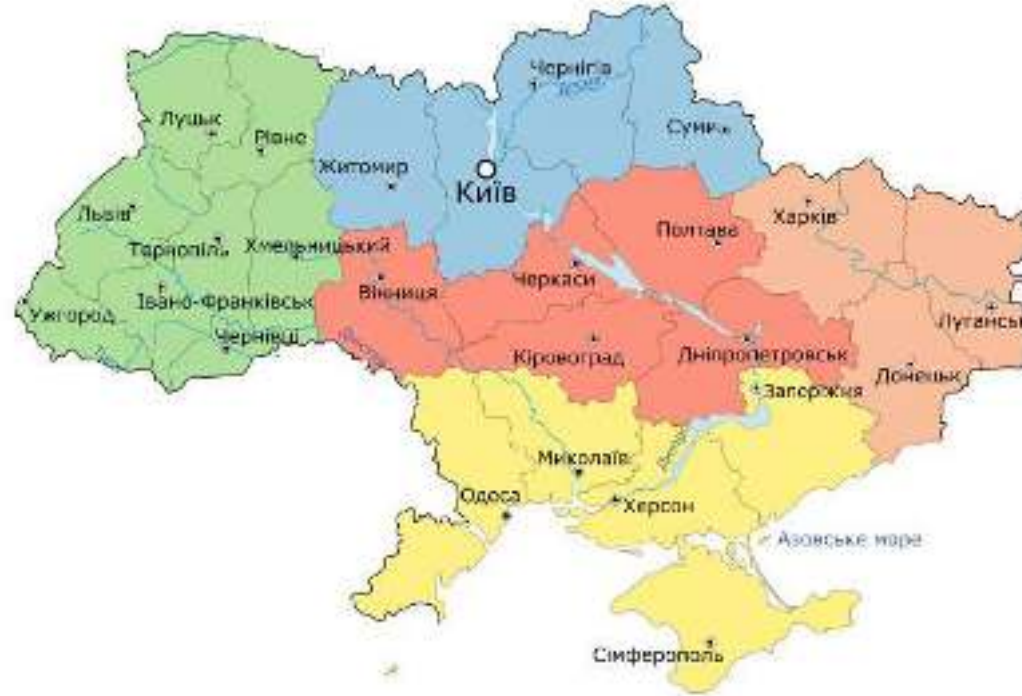 Чернігів
Луцьк
Рівне
Суми
Житомир
Київ
Львів
Харків
Полтава
Тернопіль
Хмельницький
Черкаси
Вінниця
Івано-Франківськ
Ужгород
Луганськ
Чернівці
Кіровоград
Дніпропетровськ
Донецьк
Запоріжжя
Миколаїв
Одеса
Херсон
Азовське море
Сімферополь